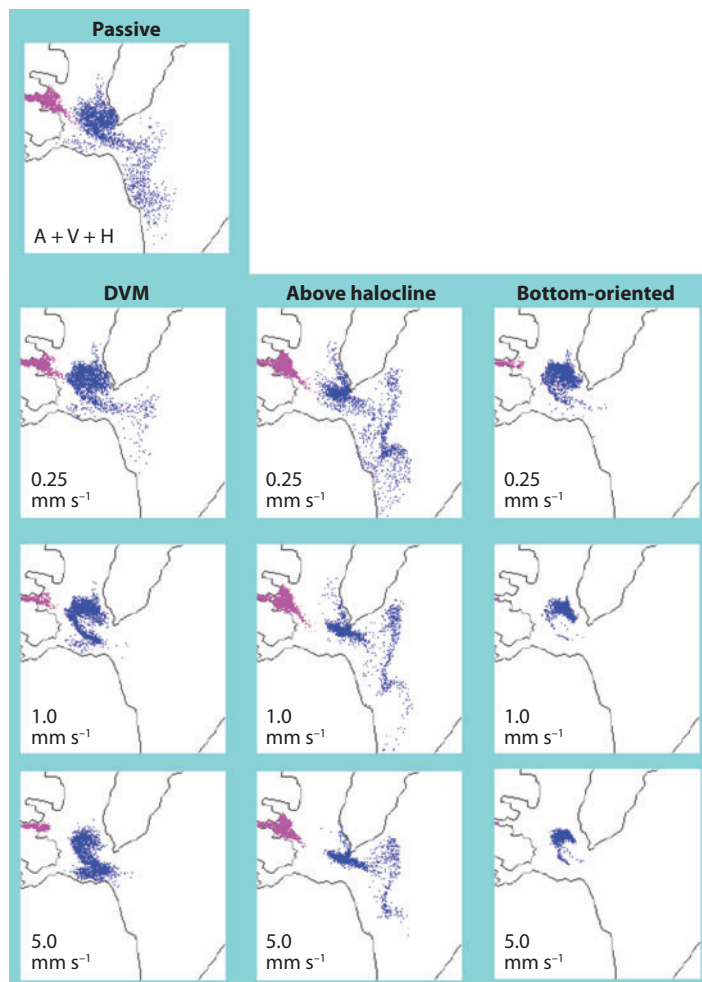 Passive
A + V + H
DVM
Above halocline
Bottom-oriented
0.25
mm s⁻¹
0.25
mm s⁻¹
0.25
mm s⁻¹
1.0
mm s⁻¹
1.0
mm s⁻¹
1.0
mm s⁻¹
5.0
mm s⁻¹
5.0
mm s⁻¹
5.0
mm s⁻¹